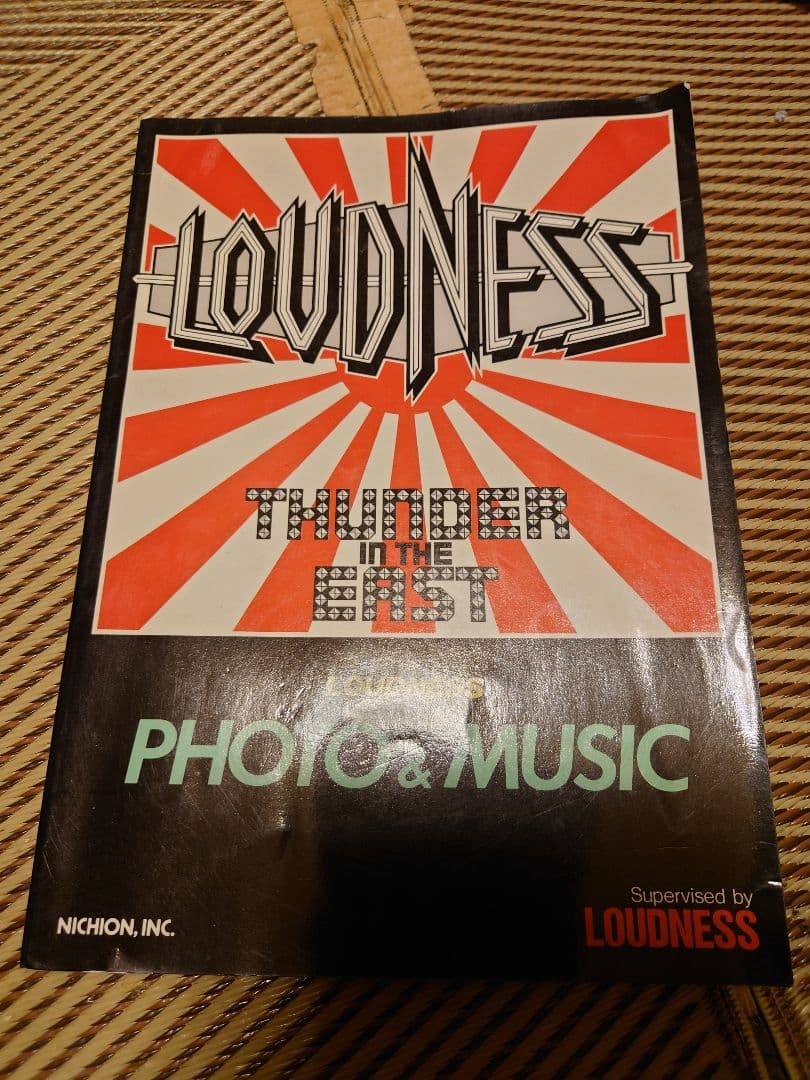 LOUDNESS
THUNDER
IN THE
EAST
LOUDNESS
PHOTO & MUSIC
Supervised by
NICHION, INC.
LOUDNESS